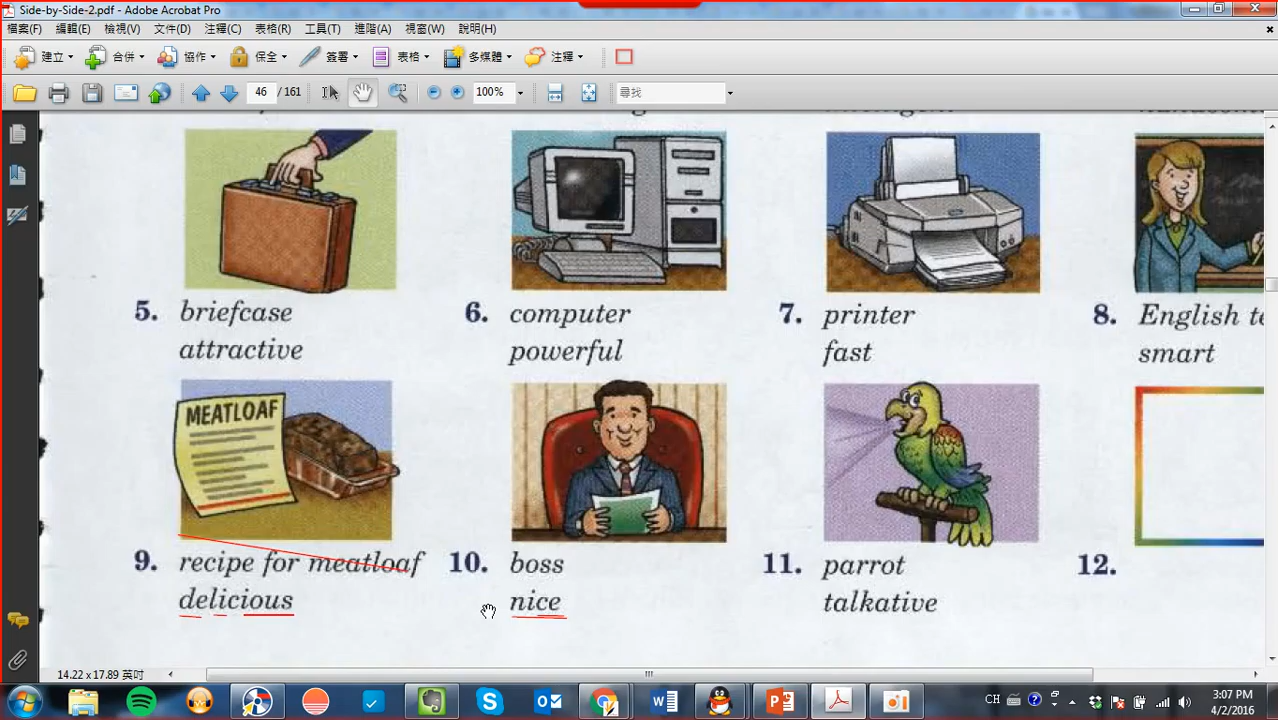 Side-by-Side-2.pdf - Adobe Acrobat Pro
檔案(F) 編輯(E) 檢視(V) 文件(D) 注釋(C) 表格(R) 工具(T) 進階(A) 視窗(W) 說明(H)
建立 合併 協作 保全 簽署 表格 多媒體 注釋
46 / 161 100% 尋找
5. briefcase
attractive
6. computer
powerful
7. printer
fast
8. English te
smart
MEATLOAF
9. recipe for meatloaf
delicious
10. boss
nice
11. parrot
talkative
12.
14.22 x 17.89 英吋
CH
3:07 PM
4/2/2016